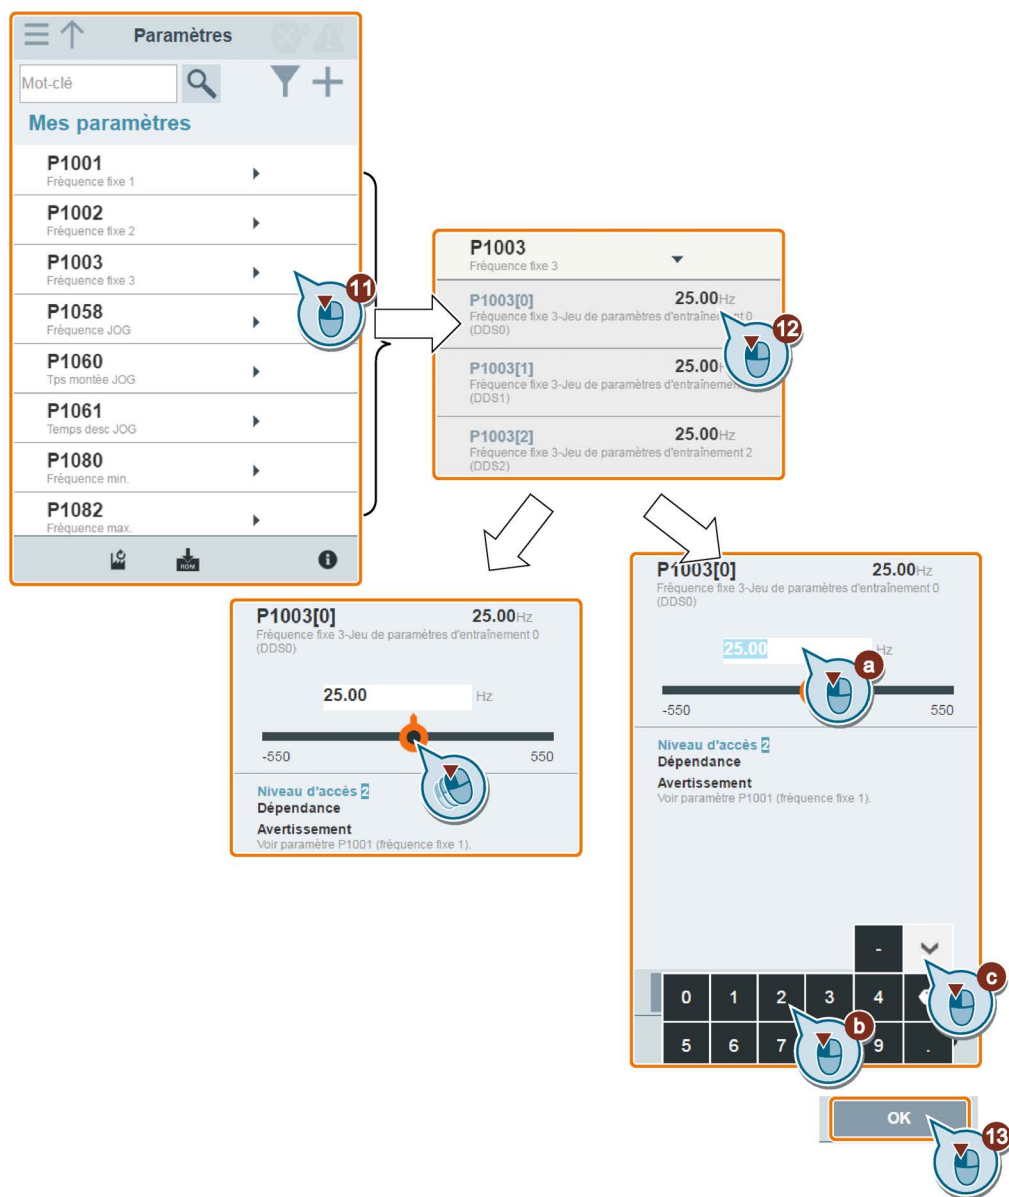 Paramètres
Mot-clé
Mes paramètres
P1001
Fréquence fixe 1
P1002
Fréquence fixe 2
P1003
Fréquence fixe 3
P1058
Fréquence JOG
P1060
Tps montée JOG
P1061
Temps desc JOG
P1080
Fréquence min.
P1082
Fréquence max.
ROM
11
P1003
Fréquence fixe 3
P1003[0] 25.00Hz
Fréquence fixe 3-Jeu de paramètres d'entraînement 0
(DDS0)
12
P1003[1] 25.00
Fréquence fixe 3-Jeu de paramètres d'entraînement
(DDS1)
P1003[2] 25.00Hz
Fréquence fixe 3-Jeu de paramètres d'entraînement 2
(DDS2)
P1003[0] 25.00Hz
Fréquence fixe 3-Jeu de paramètres d'entraînement 0
(DDS0)
25.00 Hz
-550 550
Niveau d'accès 2
Dépendance
Avertissement
Voir paramètre P1001 (fréquence fixe 1).
P1003[0] 25.00Hz
Fréquence fixe 3-Jeu de paramètres d'entraînement 0
(DDS0)
25.00 Hz
a
-550 550
Niveau d'accès 2
Dépendance
Avertissement
Voir paramètre P1001 (fréquence fixe 1).
-
c
0 1 2 3 4
b
5 6 7 9 .
OK
13